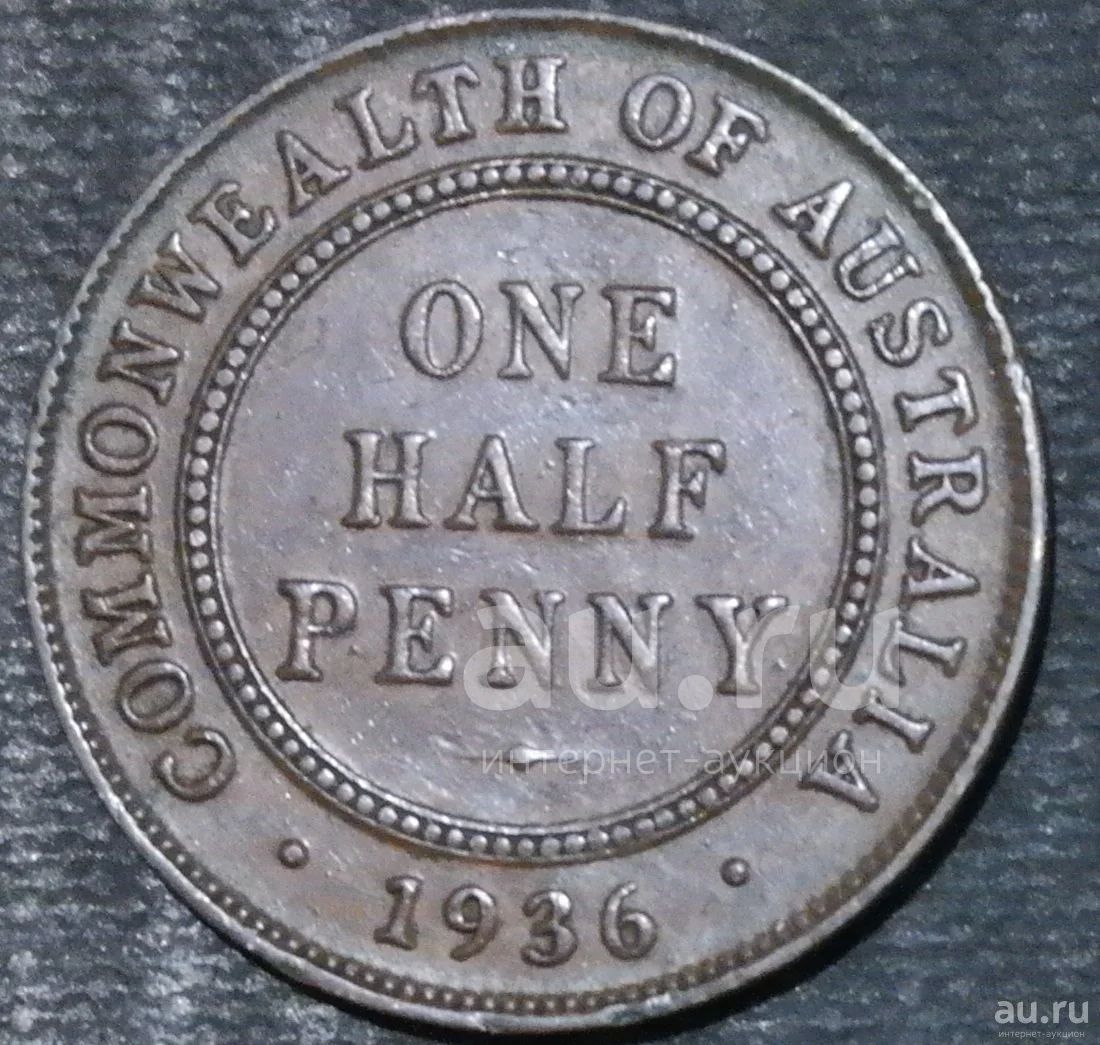 COMMONWEALTH OF AUSTRALIA
ONE
HALF
PENNY
· 1936 ·
au.ru
интернет-аукцион
au.ru
интернет-аукцион